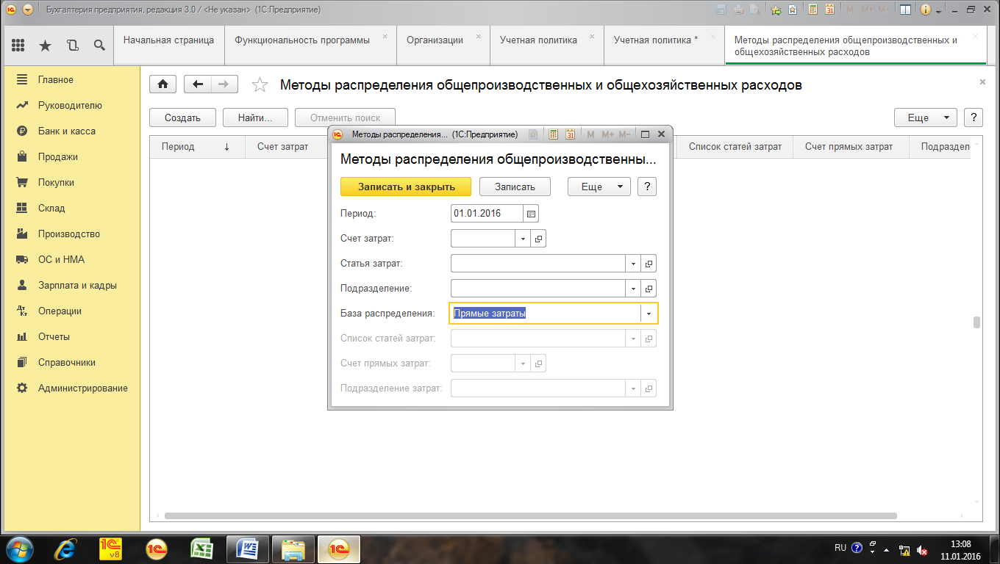 Бухгалтерия предприятия, редакция 3.0 / <Не указан> (1С:Предприятие)
M M+ M-
Начальная страница
Функциональность программы
Организации
Учетная политика
Учетная политика *
Методы распределения общепроизводственных и
общехозяйственных расходов
Главное
Руководителю
Банк и касса
Продажи
Покупки
Склад
Производство
ОС и НМА
Зарплата и кадры
Операции
Отчеты
Справочники
Администрирование
Методы распределения общепроизводственных и общехозяйственных расходов
Создать
Найти...
Отменить поиск
Еще
?
Период
Счет затрат
Список статей затрат
Счет прямых затрат
Подраздел
Методы распределения... (1С:Предприятие)
M M+ M-
Методы распределения общепроизводственны...
Записать и закрыть
Записать
Еще
?
Период: 01.01.2016
Счет затрат:
Статья затрат:
Подразделение:
База распределения: Прямые затраты
Список статей затрат:
Счет прямых затрат:
Подразделение затрат:
RU
13:08
11.01.2016